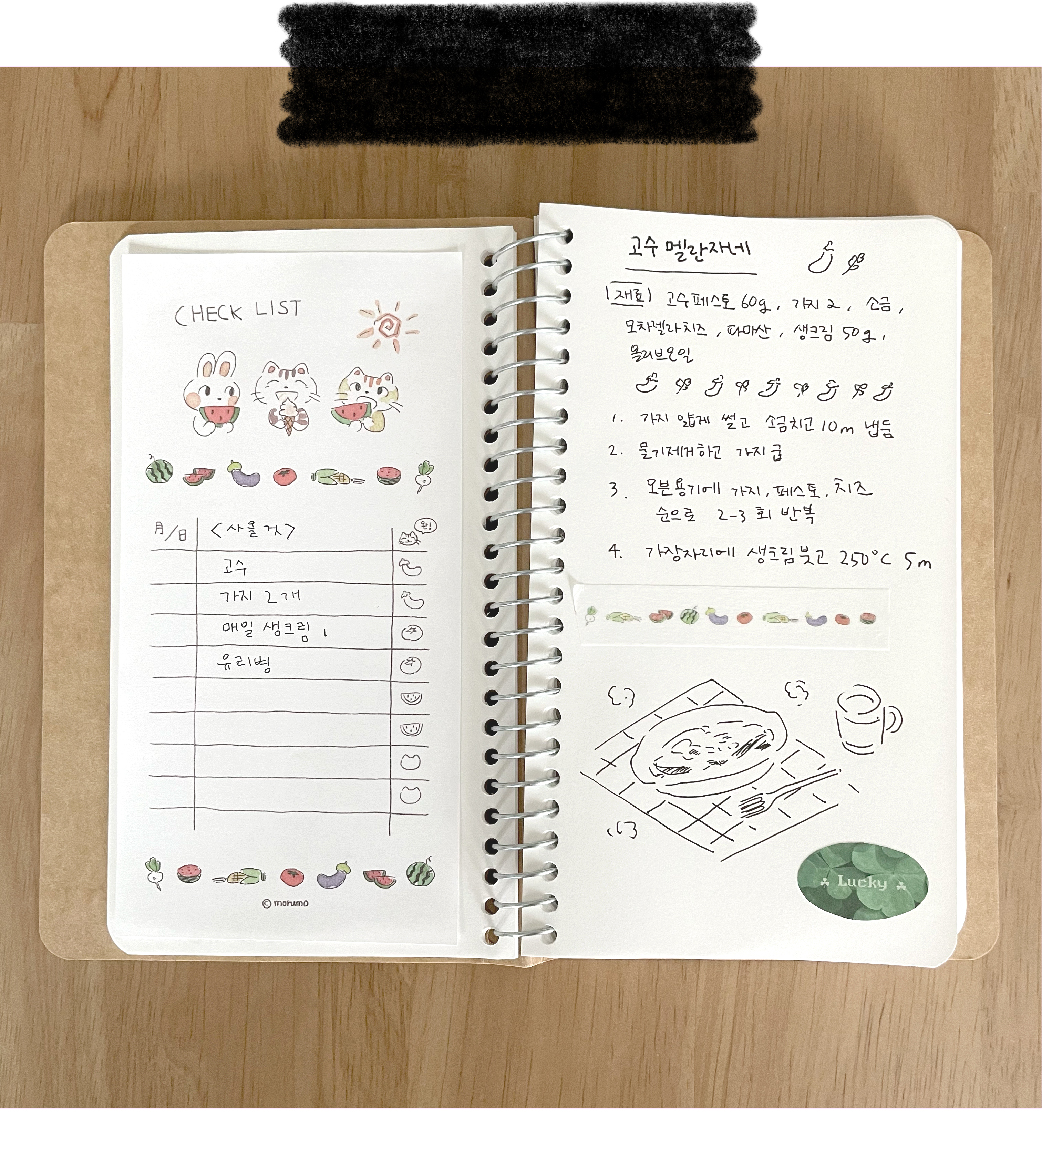 CHECK LIST
月/日 <사올 것>
고수
가지 2개
매일 생크림 1
유리병
© morumo
고수 멜란자네
재료 고수페스토 60g, 가지 2, 소금,
모차렐라치즈, 파마산, 생크림 50g,
올리브오일
1. 가지 얇게 썰고 소금치고 10m 냅둠
2. 물기제거하고 가지굽
3. 오븐용기에 가지, 페스토, 치즈
순으로 2-3회 반복
4. 가장자리에 생크림붓고 250°C 5m
Lucky